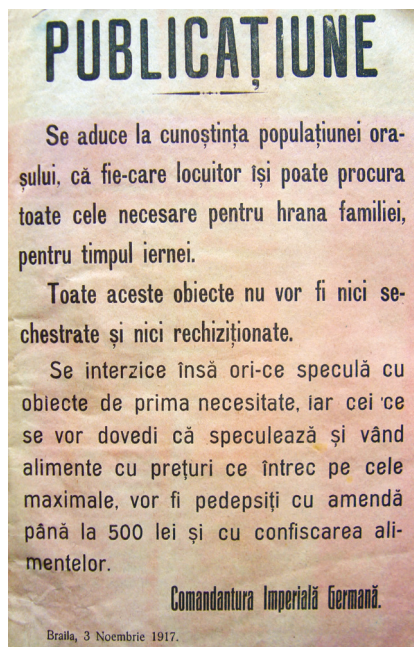 PUBLICAȚIUNE
Se aduce la cunoștința populațiunei ora-
șului, că fie-care locuitor își poate procura
toate cele necesare pentru hrana familiei,
pentru timpul iernei.
Toate aceste obiecte nu vor fi nici se-
chestrate și nici rechiziționate.
Se interzice însă ori-ce speculă cu
obiecte de prima necesitate, iar cei ce
se vor dovedi că speculează și vând
alimente cu prețuri ce întrec pe cele
maximale, vor fi pedepsiți cu amendă
până la 500 lei și cu confiscarea ali-
mentelor.
Comandantura Imperială Germană.
Braila, 3 Noembrie 1917.